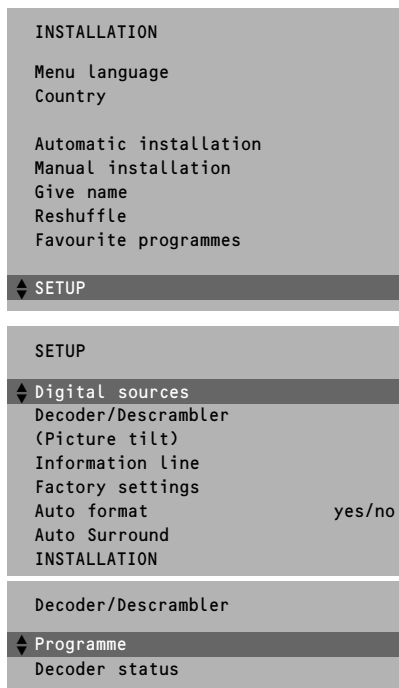 INSTALLATION
Menu language
Country
Automatic installation
Manual installation
Give name
Reshuffle
Favourite programmes
SETUP
SETUP
Digital sources
Decoder/Descrambler
(Picture tilt)
Information line
Factory settings
Auto format yes/no
Auto Surround
INSTALLATION
Decoder/Descrambler
Programme
Decoder status